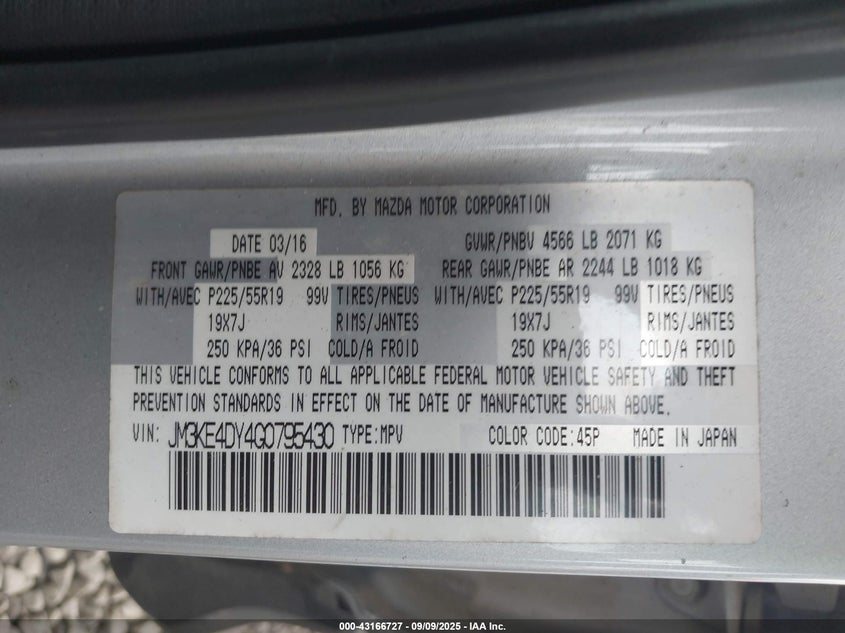 MFD. BY MAZDA MOTOR CORPORATION
DATE 03/16 GVWR/PNBV 4566 LB 2071 KG
FRONT GAWR/PNBE AV 2328 LB 1056 KG REAR GAWR/PNBE AR 2244 LB 1018 KG
WITH/AVEC P225/55R19 99V TIRES/PNEUS WITH/AVEC P225/55R19 99V TIRES/PNEUS
19X7J RIMS/JANTES 19X7J RIMS/JANTES
250 KPA/36 PSI COLD/A FROID 250 KPA/36 PSI COLD/A FROID
THIS VEHICLE CONFORMS TO ALL APPLICABLE FEDERAL MOTOR VEHICLE SAFETY AND THEFT
PREVENTION STANDARDS IN EFFECT ON THE DATE OF MANUFACTURE SHOWN ABOVE.
VIN: JM3KE4DY4G0795430 TYPE:MPV COLOR CODE:45P MADE IN JAPAN
000-43166727 - 09/09/2025 - IAA Inc.